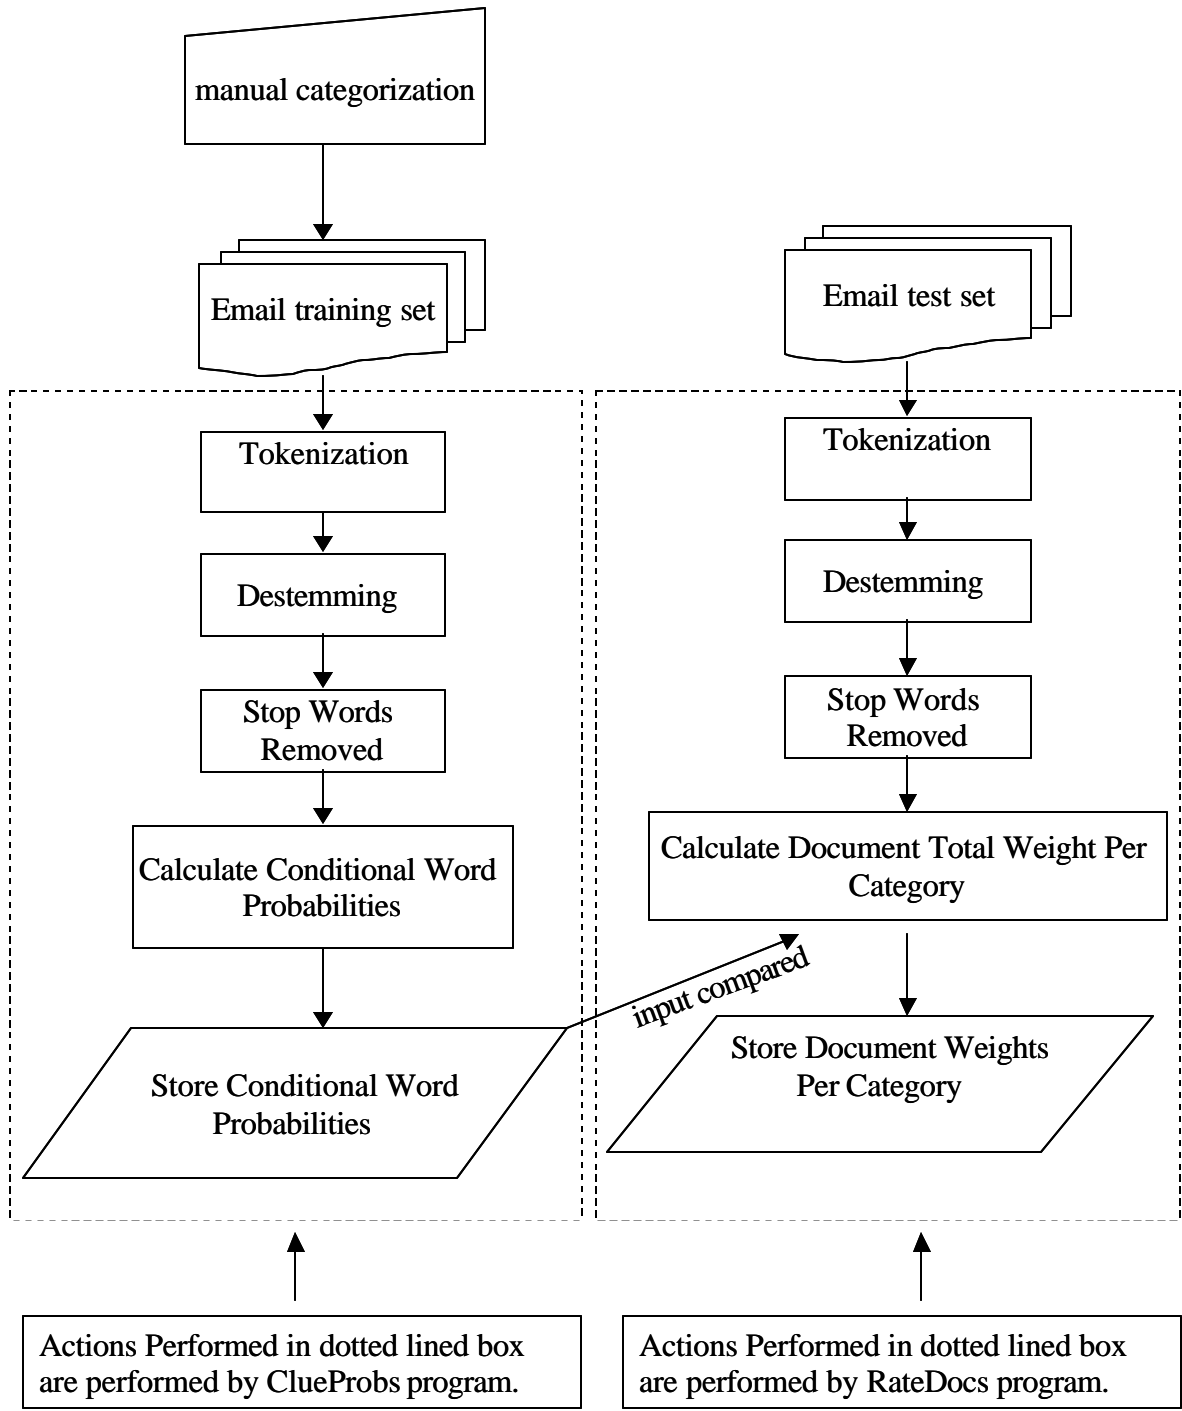 manual categorization
Email training set
Tokenization
Destemming
Stop Words
Removed
Calculate Conditional Word
Probabilities
Store Conditional Word
Probabilities
Actions Performed in dotted lined box
are performed by ClueProbs program.
input compared
Email test set
Tokenization
Destemming
Stop Words
Removed
Calculate Document Total Weight Per
Category
Store Document Weights
Per Category
Actions Performed in dotted lined box
are performed by RateDocs program.